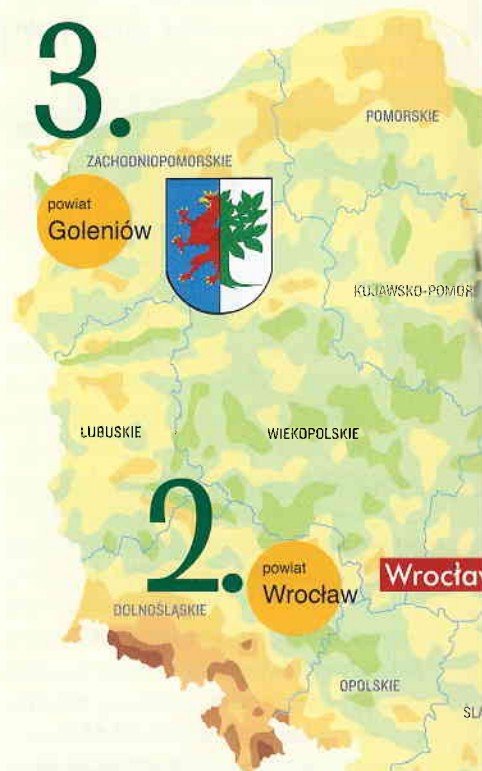 3.
POMORSKIE
ZACHODNIOPOMORSKIE
powiat
Goleniów
KUJAWSKO-POMOR
LUBUSKIE
WIEKOPOLSKIE
2.
powiat
Wrocław
Wrocła
DOLNOŚLĄSKIE
OPOLSKIE
ŚL